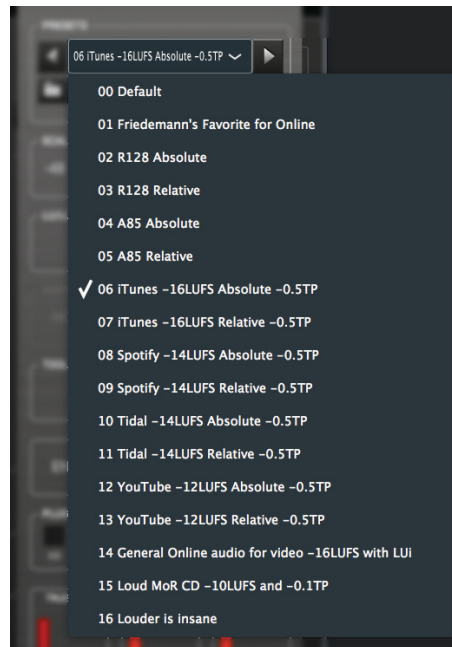 PRESETS
06 iTunes -16LUFS Absolute -0.5TP
00 Default
01 Friedemann's Favorite for Online
02 R128 Absolute
03 R128 Relative
04 A85 Absolute
05 A85 Relative
06 iTunes -16LUFS Absolute -0.5TP
07 iTunes -16LUFS Relative -0.5TP
08 Spotify -14LUFS Absolute -0.5TP
09 Spotify -14LUFS Relative -0.5TP
10 Tidal -14LUFS Absolute -0.5TP
11 Tidal -14LUFS Relative -0.5TP
12 YouTube -12LUFS Absolute -0.5TP
13 YouTube -12LUFS Relative -0.5TP
14 General Online audio for video -16LUFS with LUi
15 Loud MoR CD -10LUFS and -0.1TP
16 Louder is insane